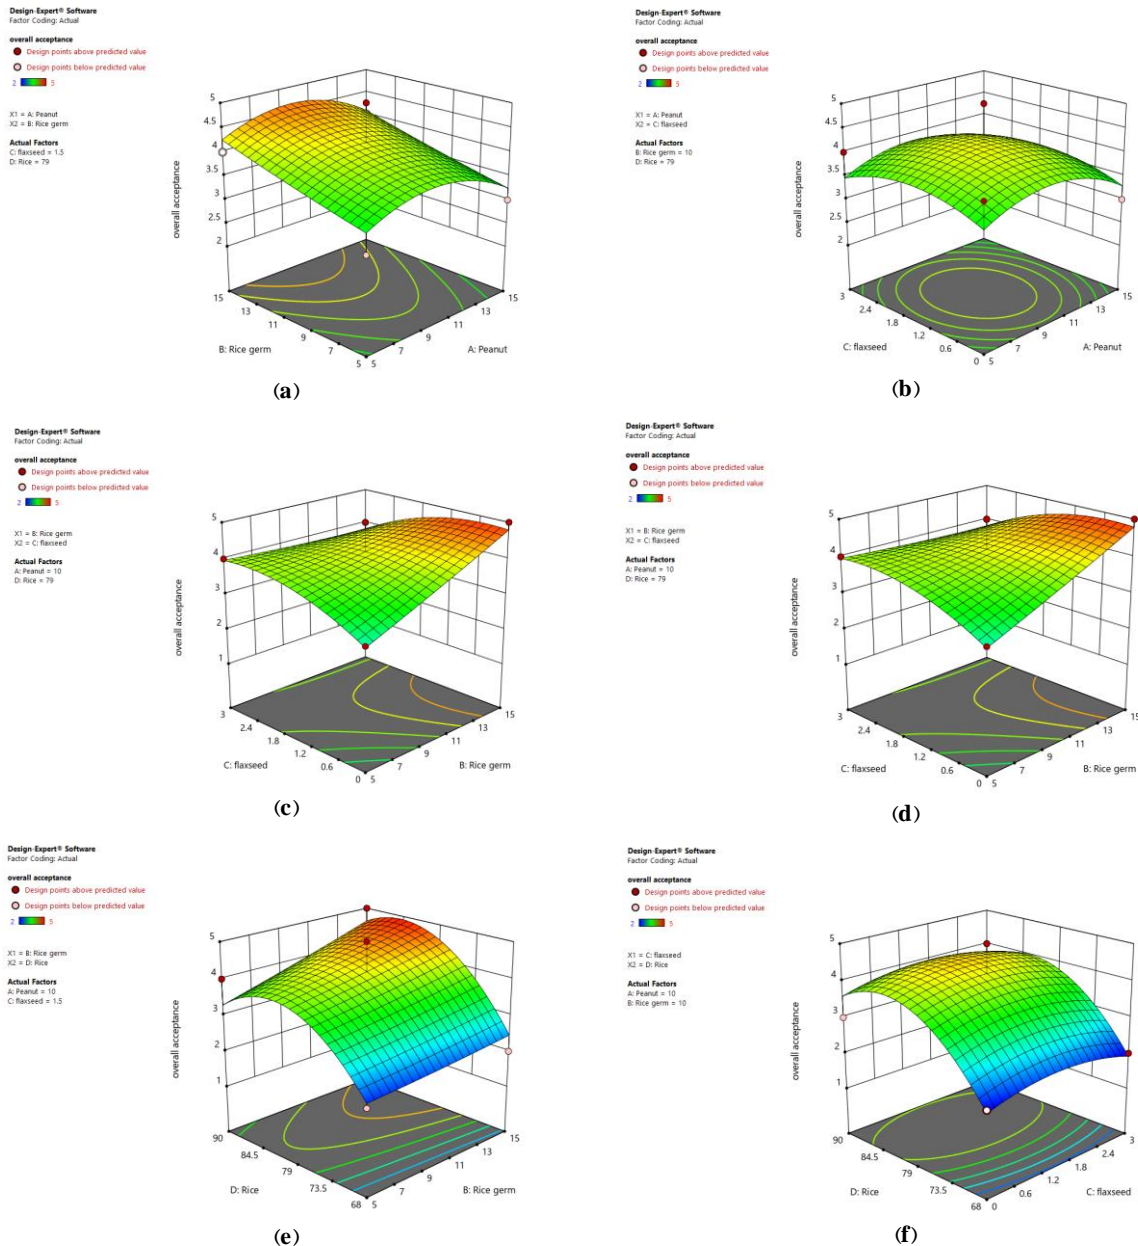 Design-Expert® Software
Factor Coding: Actual
overall acceptance
Design points above predicted value
Design points below predicted value
2 5
X1 = A: Peanut
X2 = B: Rice germ
Actual Factors
C: flaxseed = 1.5
D: Rice = 79
overall acceptance
5
4.5
4
3.5
3
2.5
2
15
13
11
9
7
5
5
7
9
11
13
15
B: Rice germ
A: Peanut
(a)
Design-Expert® Software
Factor Coding: Actual
overall acceptance
Design points above predicted value
Design points below predicted value
2 5
X1 = A: Peanut
X2 = C: flaxseed
Actual Factors
B: Rice germ = 10
D: Rice = 79
overall acceptance
5
4.5
4
3.5
3
2.5
2
3
2.4
1.8
1.2
0.6
0
5
7
9
11
13
15
C: flaxseed
A: Peanut
(b)
Design-Expert® Software
Factor Coding: Actual
overall acceptance
Design points above predicted value
Design points below predicted value
2 5
X1 = B: Rice germ
X2 = C: flaxseed
Actual Factors
A: Peanut = 10
D: Rice = 79
overall acceptance
5
4
3
2
1
3
2.4
1.8
1.2
0.6
0
5
7
9
11
13
15
C: flaxseed
B: Rice germ
(c)
Design-Expert® Software
Factor Coding: Actual
overall acceptance
Design points above predicted value
Design points below predicted value
2 5
X1 = B: Rice germ
X2 = C: flaxseed
Actual Factors
A: Peanut = 10
D: Rice = 79
overall acceptance
5
4
3
2
1
3
2.4
1.8
1.2
0.6
0
5
7
9
11
13
15
C: flaxseed
B: Rice germ
(d)
Design-Expert® Software
Factor Coding: Actual
overall acceptance
Design points above predicted value
Design points below predicted value
2 5
X1 = B: Rice germ
X2 = D: Rice
Actual Factors
A: Peanut = 10
C: flaxseed = 1.5
overall acceptance
5
4
3
2
1
90
84.5
79
73.5
68
5
7
9
11
13
15
D: Rice
B: Rice germ
(e)
Design-Expert® Software
Factor Coding: Actual
overall acceptance
Design points above predicted value
Design points below predicted value
2 5
X1 = C: flaxseed
X2 = D: Rice
Actual Factors
A: Peanut = 10
B: Rice germ = 10
overall acceptance
5
4
3
2
1
90
84.5
79
73.5
68
0
0.6
1.2
1.8
2.4
3
D: Rice
C: flaxseed
(f)